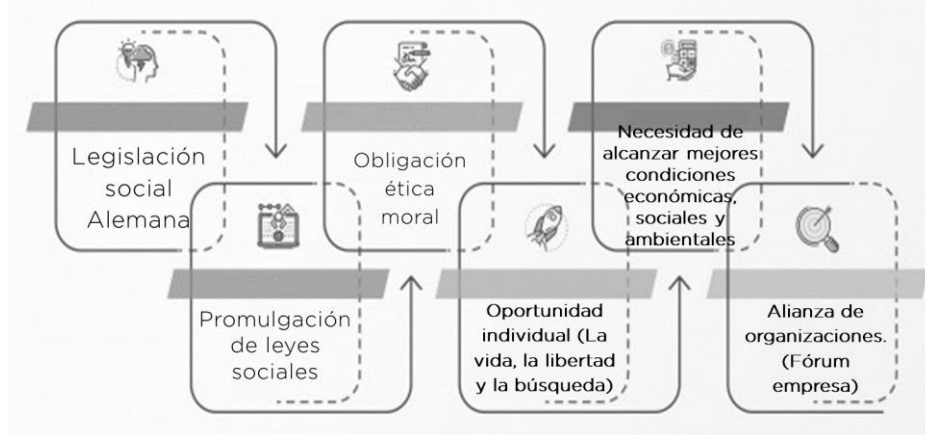 Legislación
social
Alemana
Promulgación
de leyes
sociales
Obligación
ética
moral
Oportunidad
individual (La
vida, la libertad
y la búsqueda)
Necesidad de
alcanzar mejores
condiciones
económicas,
sociales y
ambientales
Alianza de
organizaciones.
(Fórum
empresa)